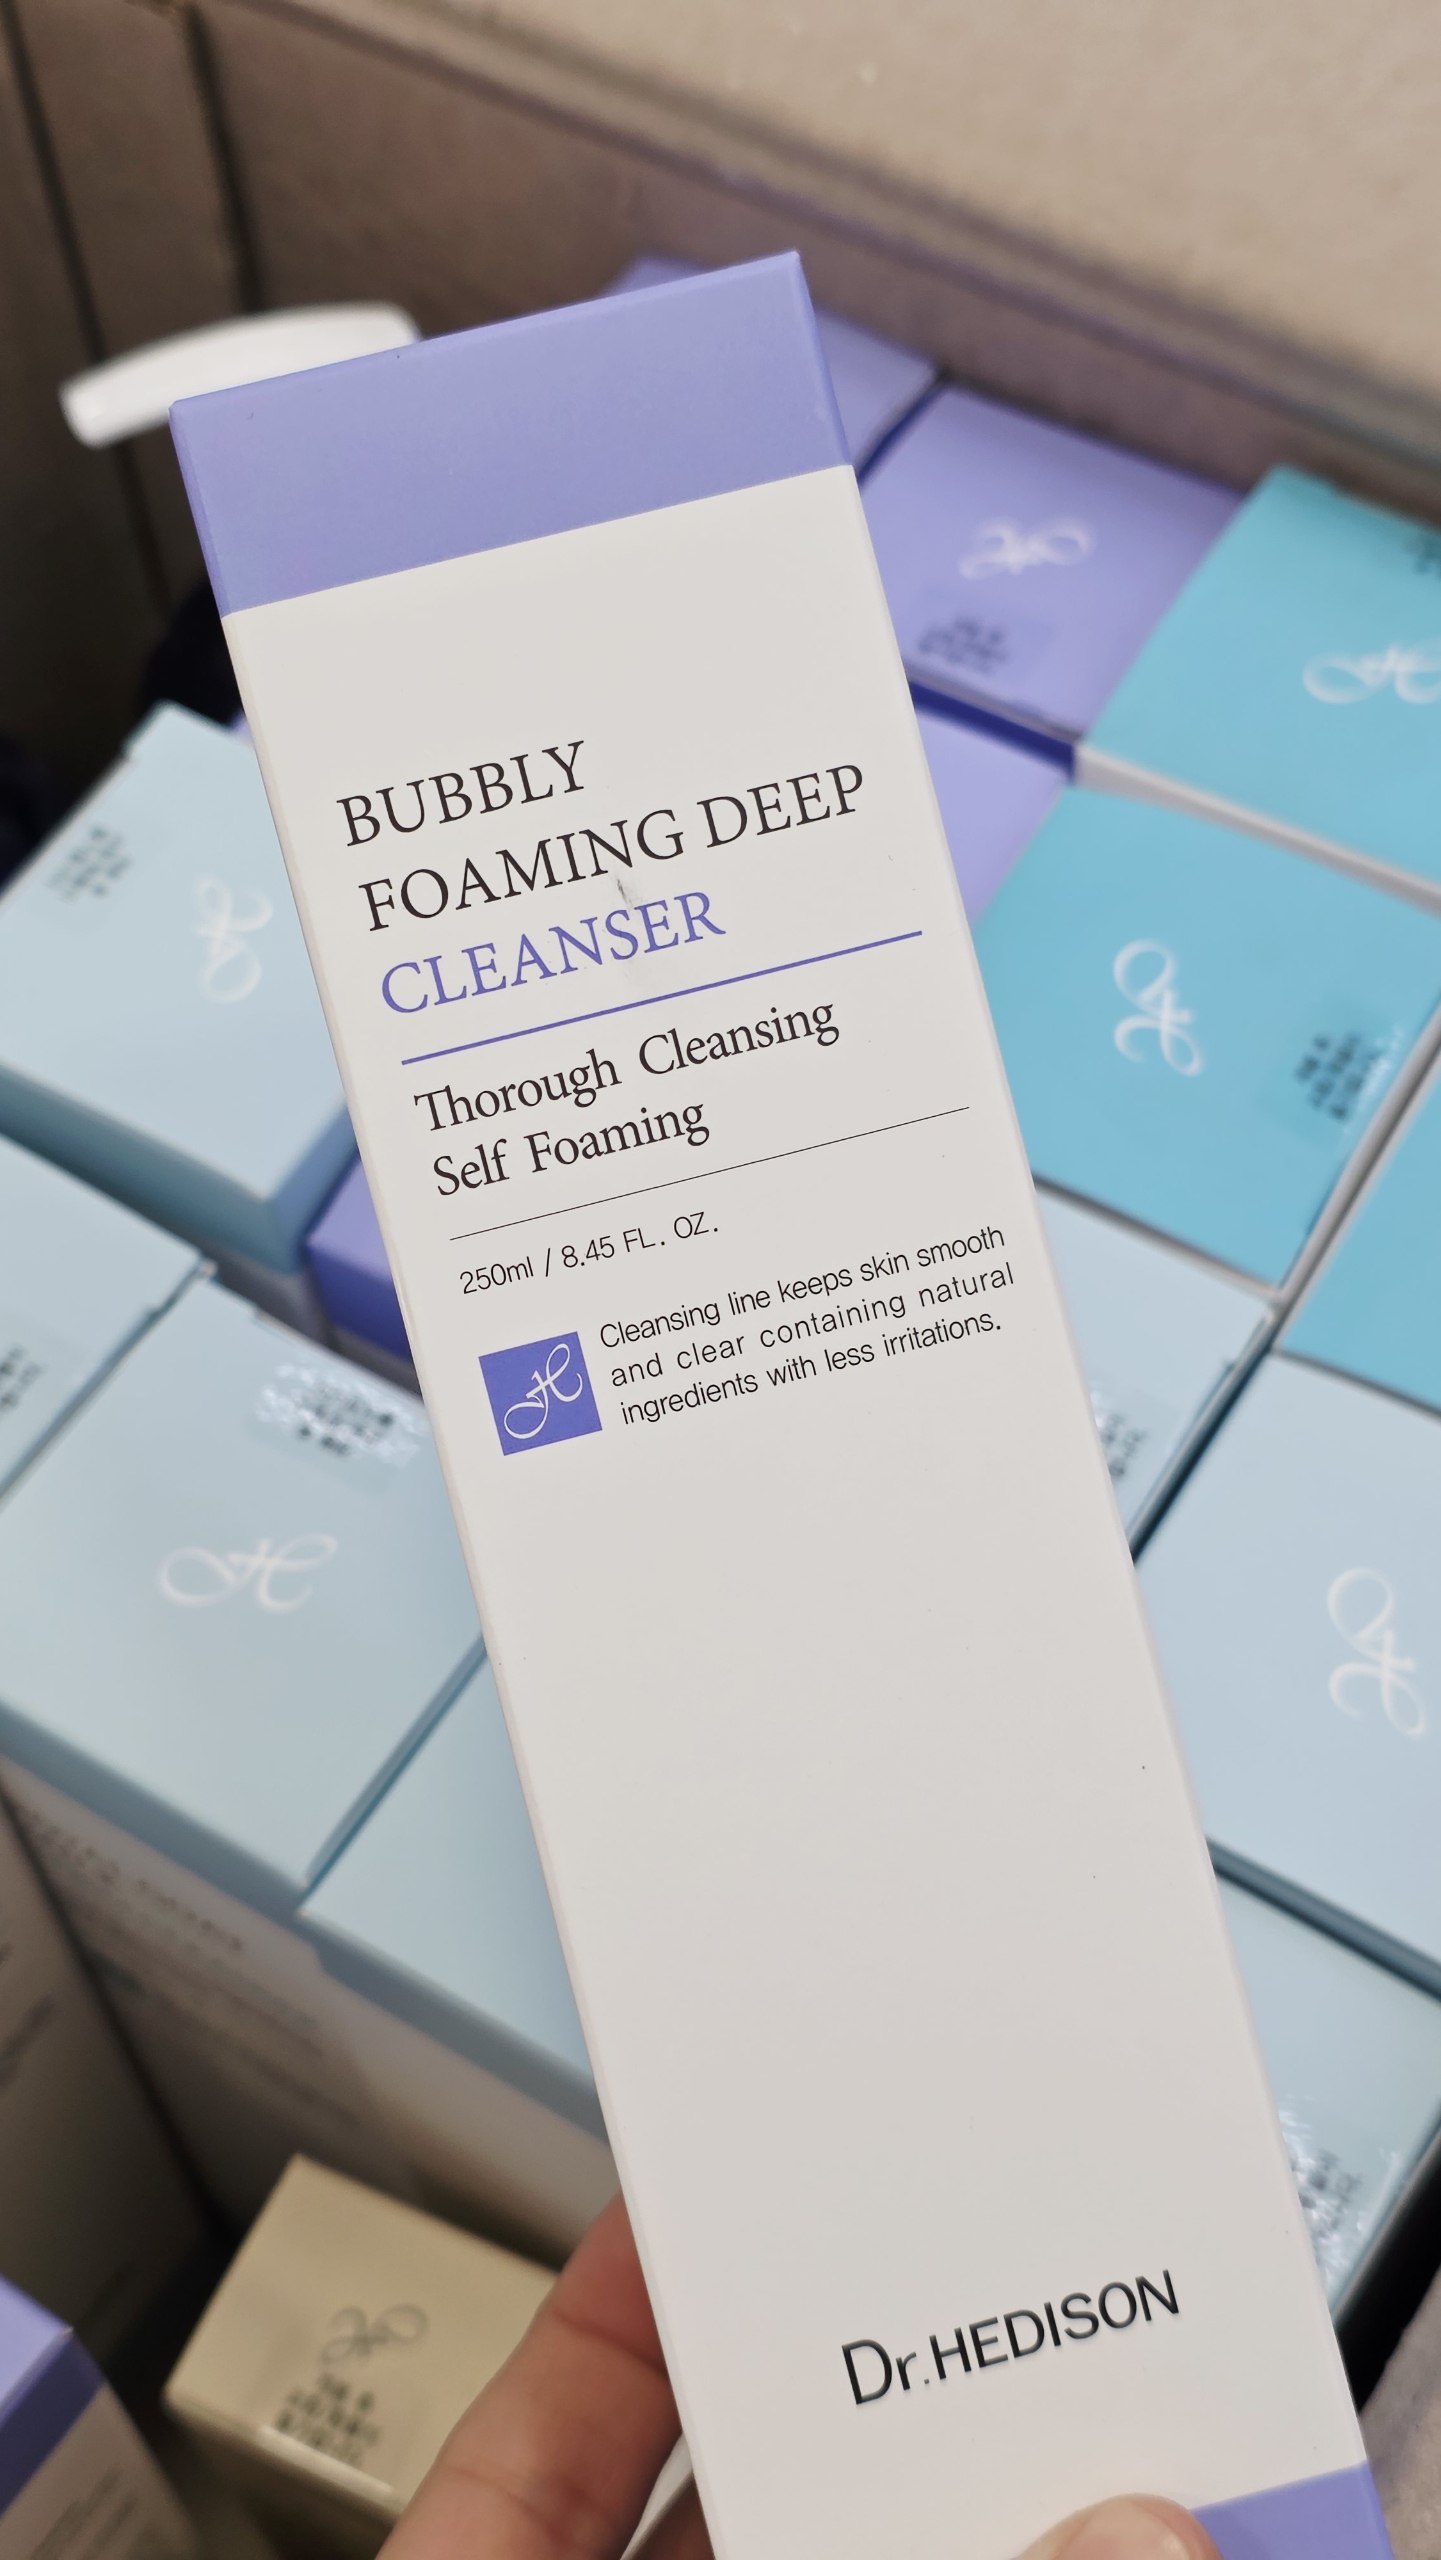 BUBBLY
FOAMING DEEP
CLEANSER
Thorough Cleansing
Self Foaming
250ml / 8.45 FL. OZ.
Cleansing line keeps skin smooth
and clear containing natural
ingredients with less irritations.
Dr.HEDISON